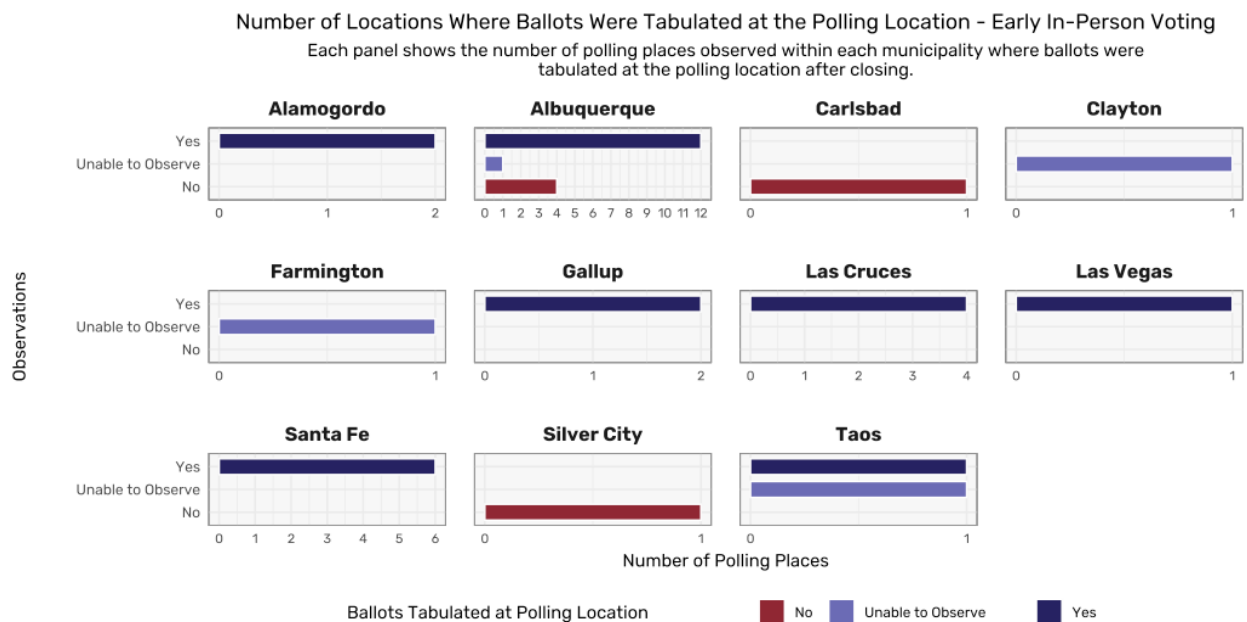 Number of Locations Where Ballots Were Tabulated at the Polling Location - Early In-Person Voting
Each panel shows the number of polling places observed within each municipality where ballots were
tabulated at the polling location after closing.
Alamogordo Albuquerque Carlsbad Clayton
Yes
Unable to Observe
No
0 1 2 0 1 2 3 4 5 6 7 8 9 10 11 12 0 1 0 1
Observations
Farmington Gallup Las Cruces Las Vegas
Yes
Unable to Observe
No
0 1 0 1 2 0 1 2 3 4 0 1
Santa Fe Silver City Taos
Yes
Unable to Observe
No
0 1 2 3 4 5 6 0 1 0 1
Number of Polling Places
Ballots Tabulated at Polling Location No Unable to Observe Yes